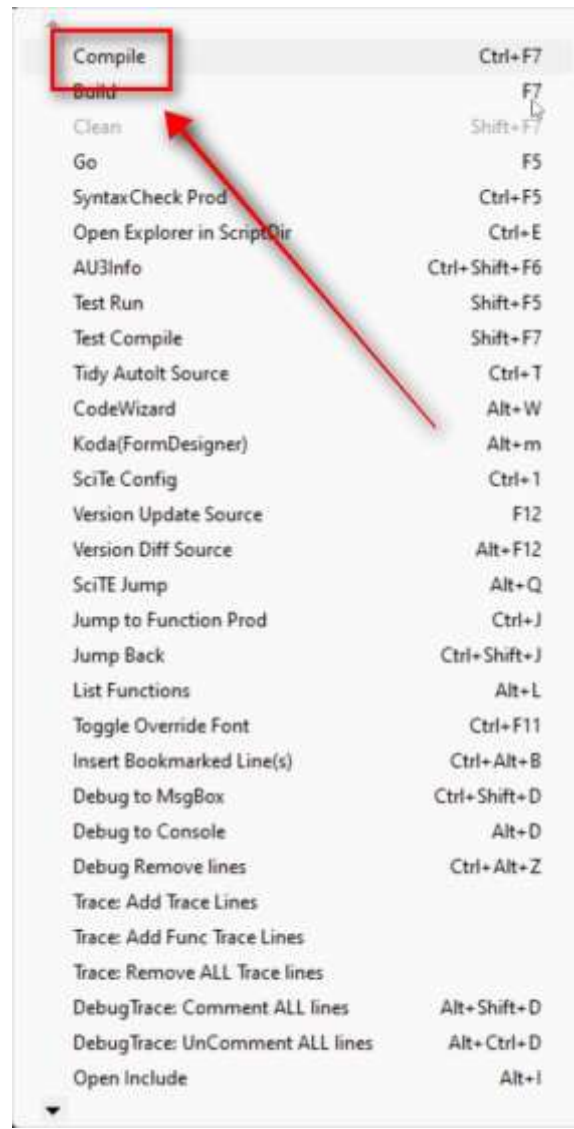 Compile Ctrl+F7
Build F7
Clean Shift+F7
Go F5
SyntaxCheck Prod Ctrl+F5
Open Explorer in ScriptDir Ctrl+E
AU3Info Ctrl+Shift+F6
Test Run Shift+F5
Test Compile Shift+F7
Tidy AutoIt Source Ctrl+T
CodeWizard Alt+W
Koda(FormDesigner) Alt+m
SciTe Config Ctrl+1
Version Update Source F12
Version Diff Source Alt+F12
SciTE Jump Alt+Q
Jump to Function Prod Ctrl+J
Jump Back Ctrl+Shift+J
List Functions Alt+L
Toggle Override Font Ctrl+F11
Insert Bookmarked Line(s) Ctrl+Alt+B
Debug to MsgBox Ctrl+Shift+D
Debug to Console Alt+D
Debug Remove lines Ctrl+Alt+Z
Trace: Add Trace Lines
Trace: Add Func Trace Lines
Trace: Remove ALL Trace lines
DebugTrace: Comment ALL lines Alt+Shift+D
DebugTrace: UnComment ALL lines Alt+Ctrl+D
Open Include Alt+I